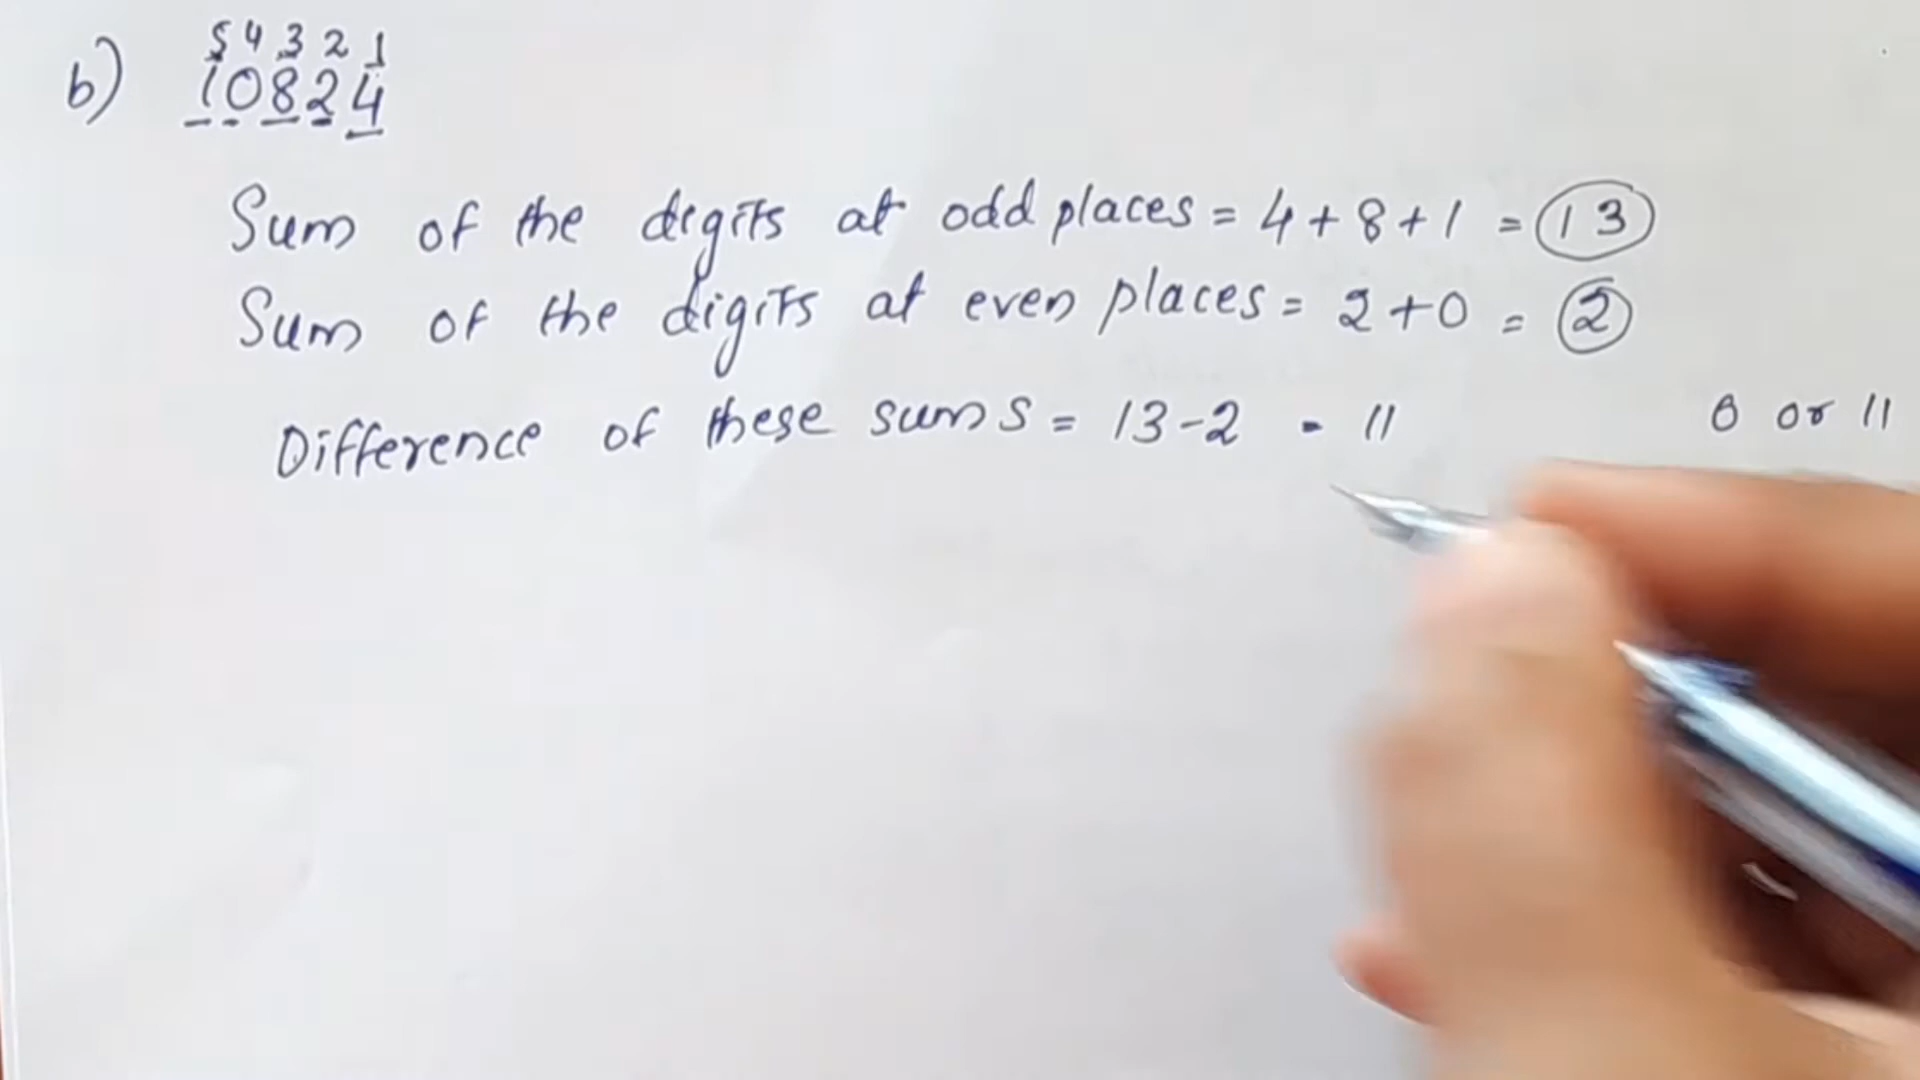 5 4 3 2 1
b) 10824
Sum of the digits at odd places = 4+8+1 = 13
Sum of the digits at even places = 2+0 = 2
Difference of these sums = 13-2 = 11 0 or 11